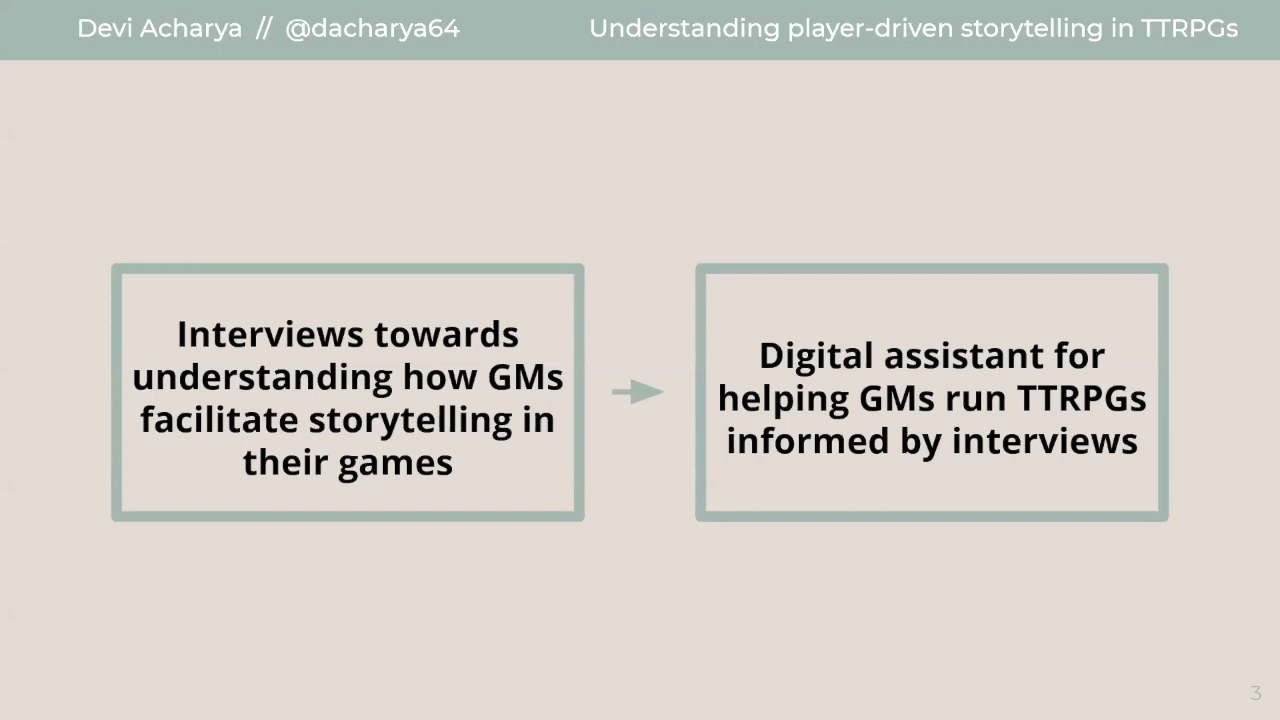 Devi Acharya // @dacharya64
Understanding player-driven storytelling in TTRPGs
Interviews towards
understanding how GMs
facilitate storytelling in
their games
Digital assistant for
helping GMs run TTRPGs
informed by interviews
3